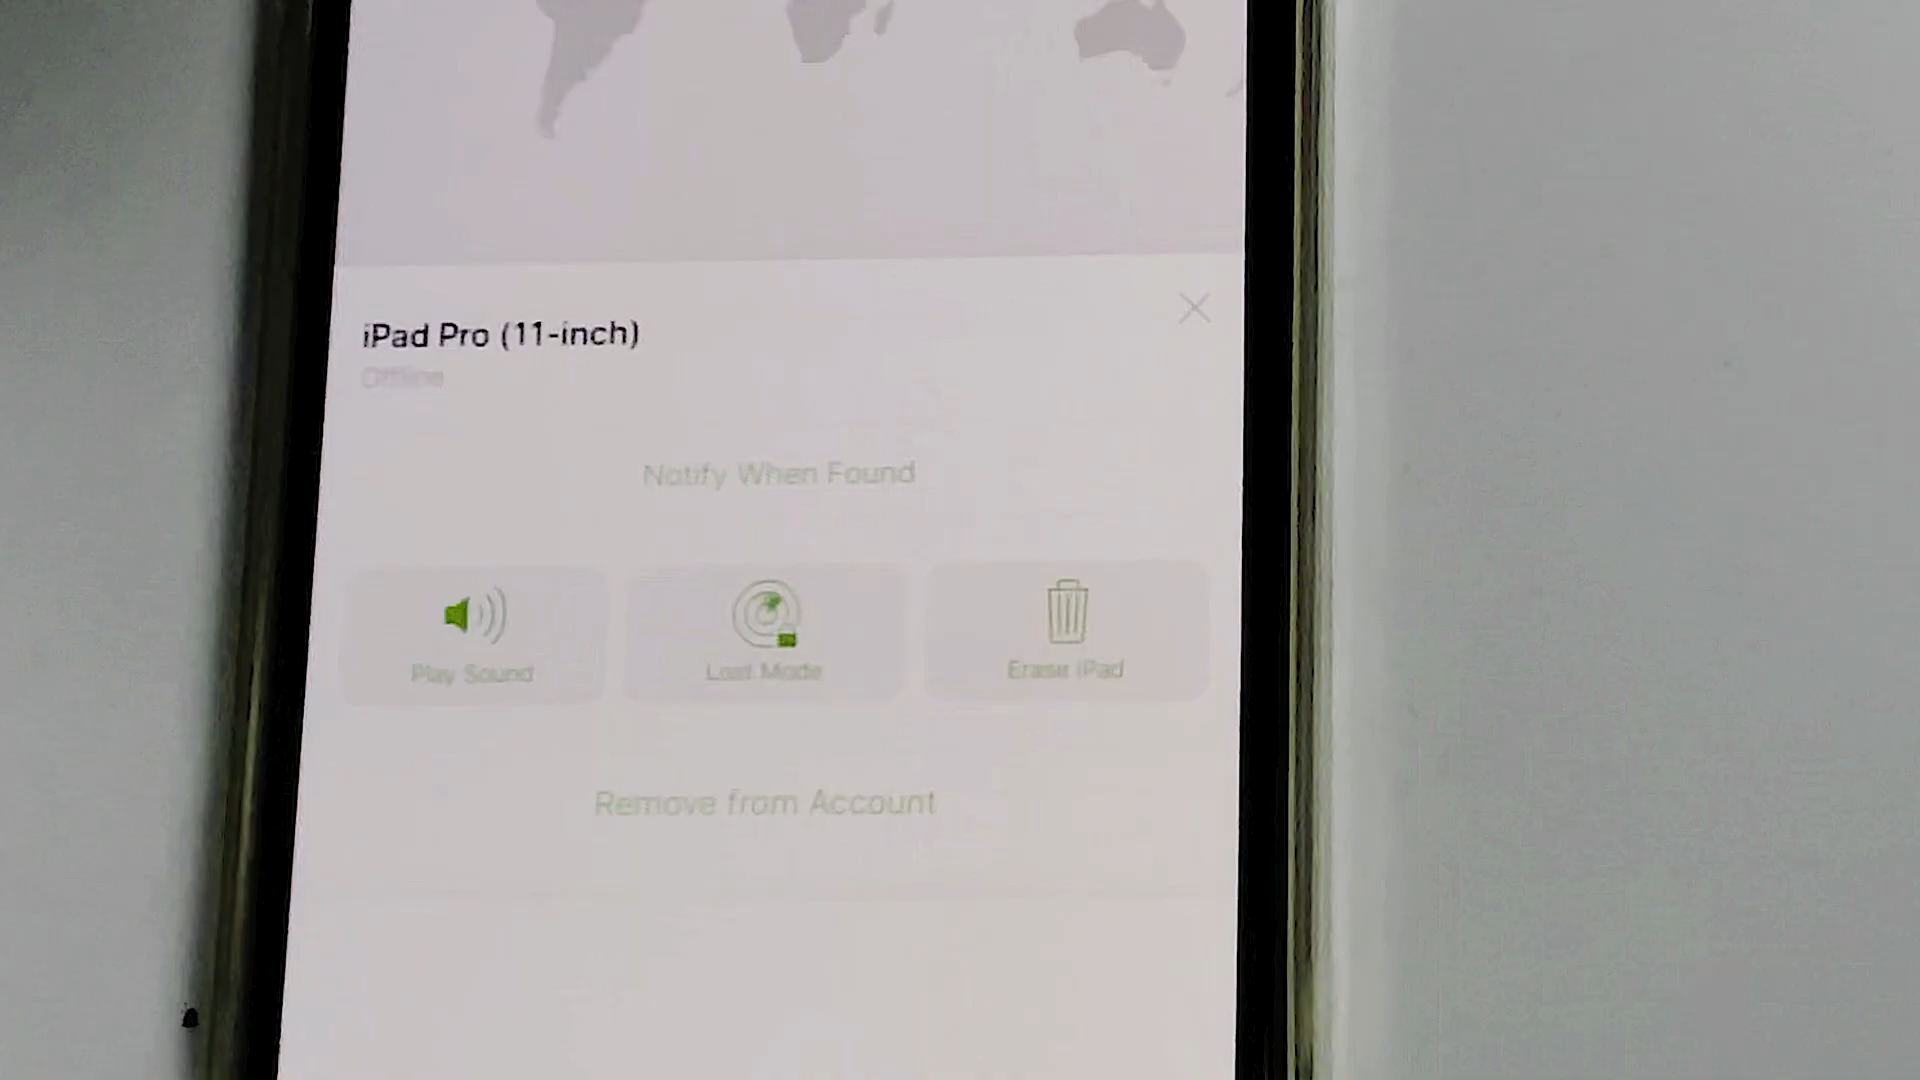 iPad Pro (11-inch)
Offline
Notify When Found
Play Sound
Lost Mode
Erase iPad
Remove from Account